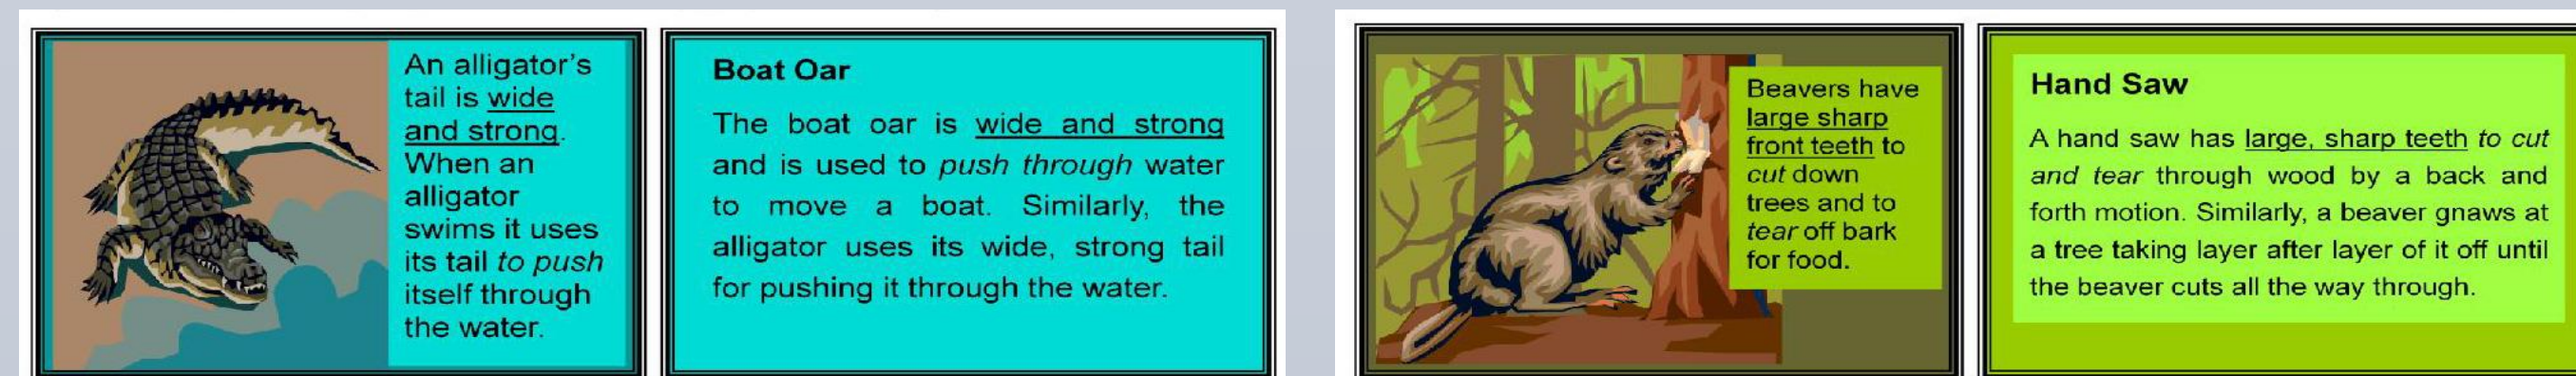 An alligator's
tail is wide
and strong.
When an
alligator
swims it uses
its tail to push
itself through
the water.
Boat Oar
The boat oar is wide and strong
and is used to push through water
to move a boat. Similarly, the
alligator uses its wide, strong tail
for pushing it through the water.
Beavers have
large sharp
front teeth to
cut down
trees and to
tear off bark
for food.
Hand Saw
A hand saw has large, sharp teeth to cut
and tear through wood by a back and
forth motion. Similarly, a beaver gnaws at
a tree taking layer after layer of it off until
the beaver cuts all the way through.